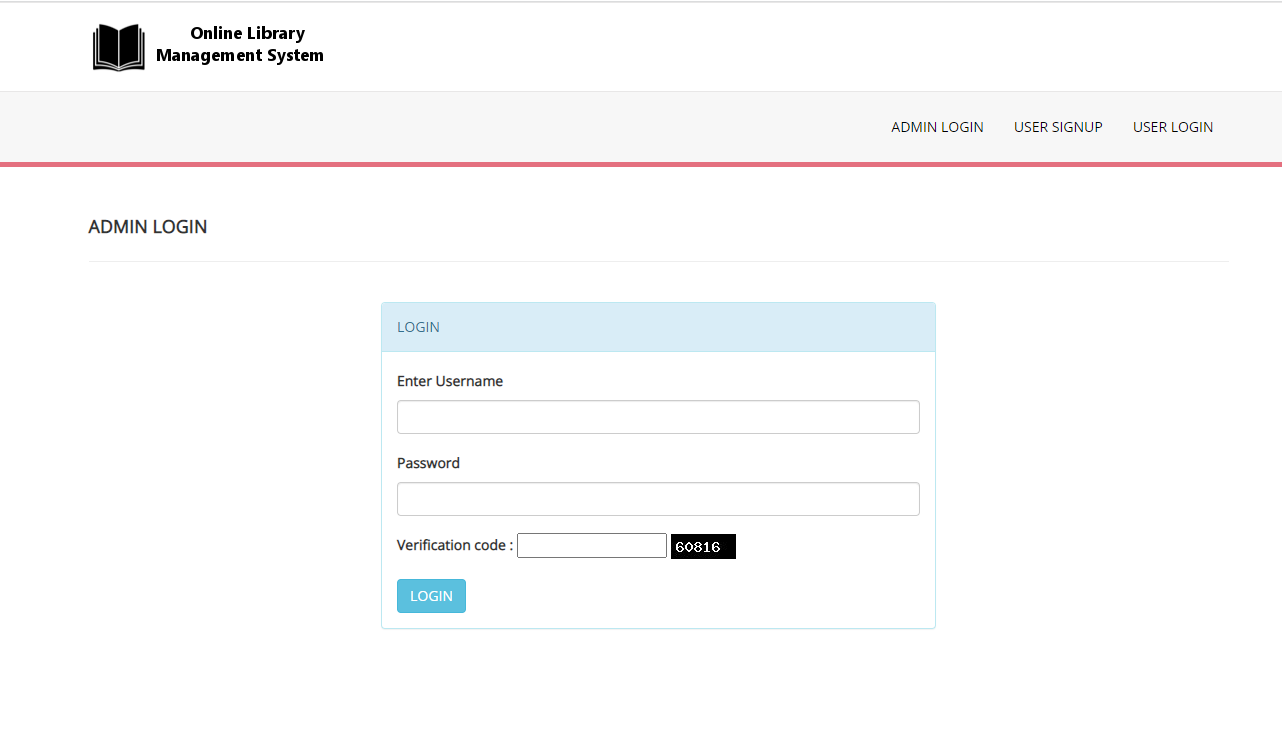 Online Library
Management System
ADMIN LOGIN USER SIGNUP USER LOGIN
ADMIN LOGIN
LOGIN
Enter Username
Password
Verification code : 60816
LOGIN